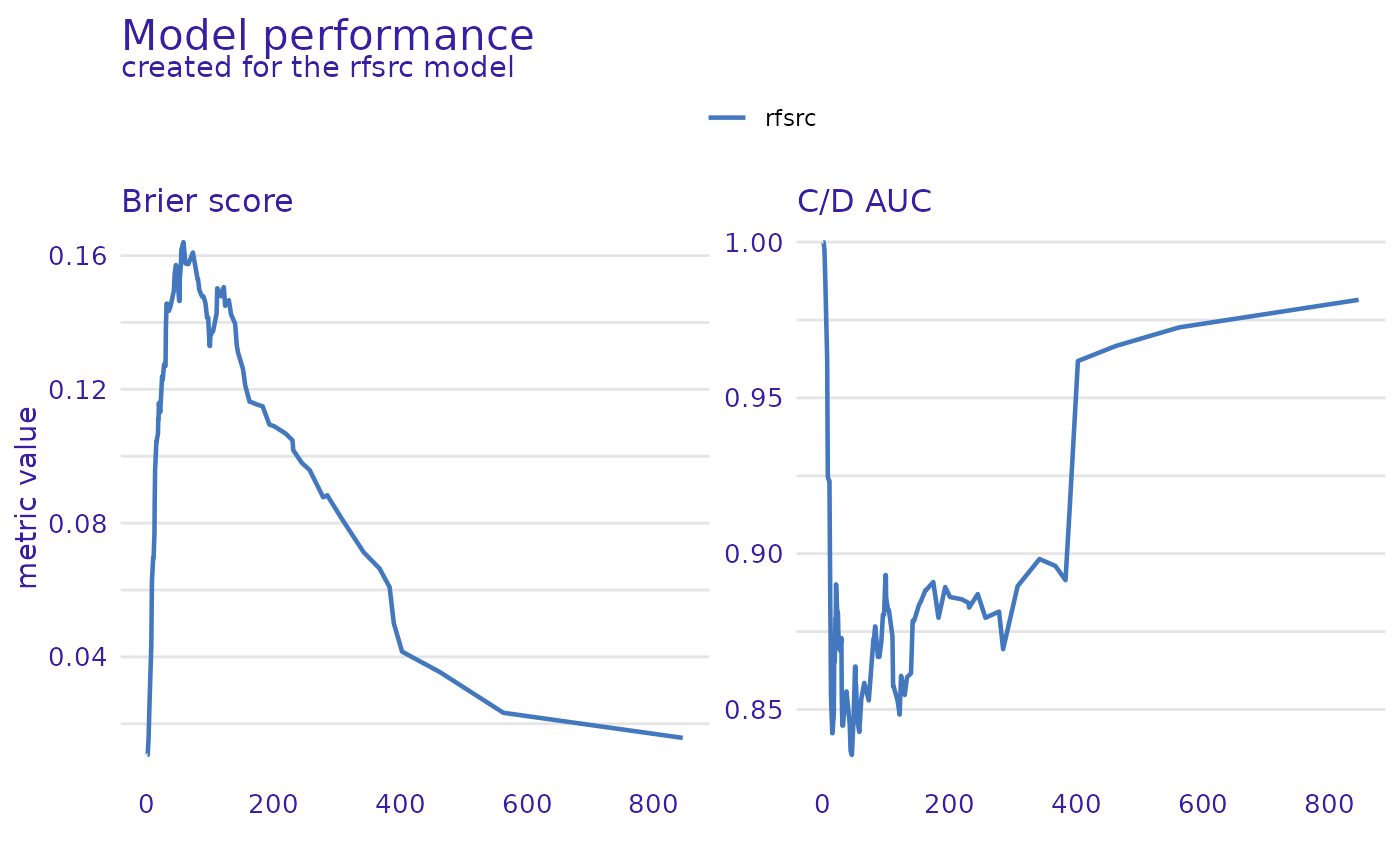 Model performance
created for the rfsrc model
rfsrc
Brier score
C/D AUC
metric value
0.16
0.12
0.08
0.04
0 200 400 600 800
1.00
0.95
0.90
0.85
0 200 400 600 800